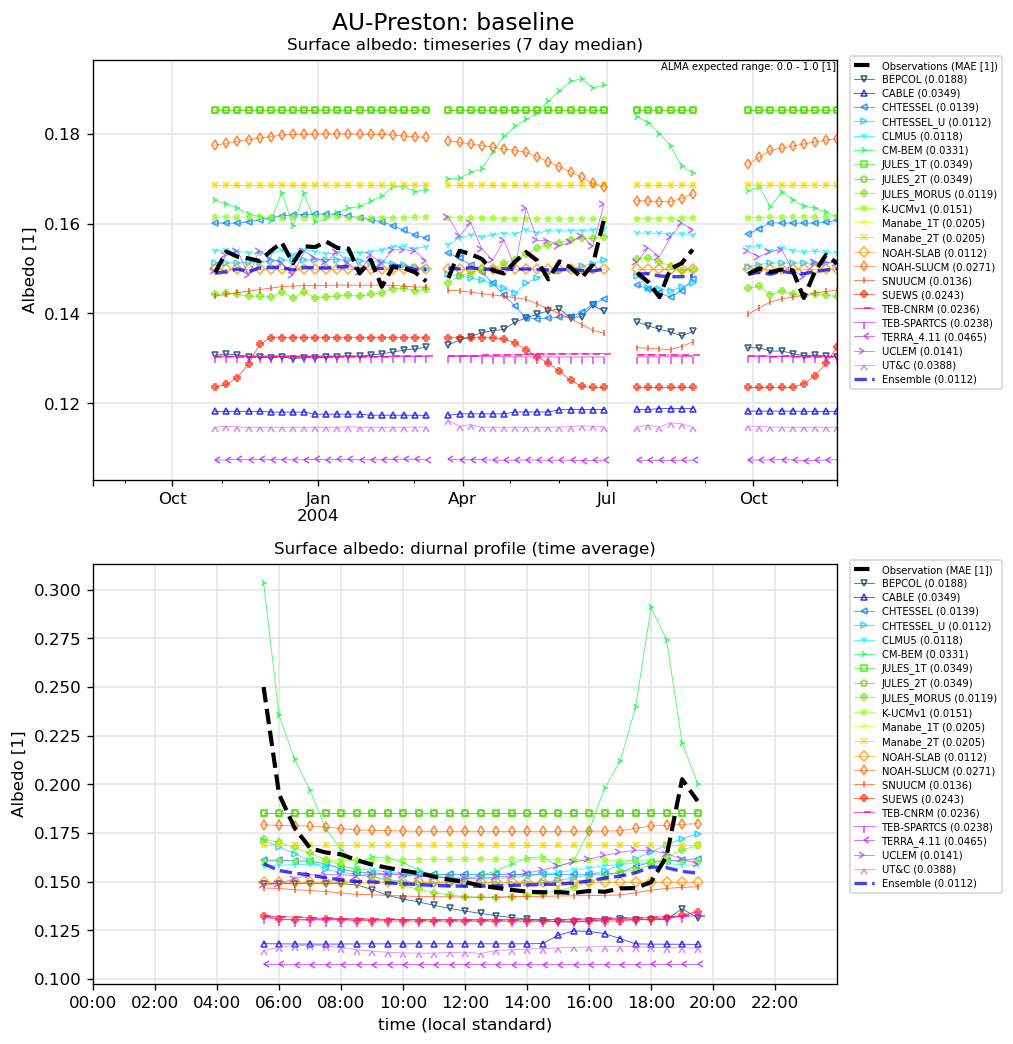 AU-Preston: baseline
Surface albedo: timeseries (7 day median)
ALMA expected range: 0.0 - 1.0 [1]
Albedo [1]
0.18
0.16
0.14
0.12
Oct
Jan
2004
Apr
Jul
Oct
Observations (MAE [1])
BEPCOL (0.0188)
CABLE (0.0349)
CHTESSEL (0.0139)
CHTESSEL_U (0.0112)
CLMU5 (0.0118)
CM-BEM (0.0331)
JULES_1T (0.0349)
JULES_2T (0.0349)
JULES_MORUS (0.0119)
K-UCMv1 (0.0151)
Manabe_1T (0.0205)
Manabe_2T (0.0205)
NOAH-SLAB (0.0112)
NOAH-SLUCM (0.0271)
SNUUCM (0.0136)
SUEWS (0.0243)
TEB-CNRM (0.0236)
TEB-SPARTCS (0.0238)
TERRA_4.11 (0.0465)
UCLEM (0.0141)
UT&C (0.0388)
Ensemble (0.0112)
Surface albedo: diurnal profile (time average)
Albedo [1]
0.300
0.275
0.250
0.225
0.200
0.175
0.150
0.125
0.100
00:00
02:00
04:00
06:00
08:00
10:00
12:00
14:00
16:00
18:00
20:00
22:00
time (local standard)
Observation (MAE [1])
BEPCOL (0.0188)
CABLE (0.0349)
CHTESSEL (0.0139)
CHTESSEL_U (0.0112)
CLMU5 (0.0118)
CM-BEM (0.0331)
JULES_1T (0.0349)
JULES_2T (0.0349)
JULES_MORUS (0.0119)
K-UCMv1 (0.0151)
Manabe_1T (0.0205)
Manabe_2T (0.0205)
NOAH-SLAB (0.0112)
NOAH-SLUCM (0.0271)
SNUUCM (0.0136)
SUEWS (0.0243)
TEB-CNRM (0.0236)
TEB-SPARTCS (0.0238)
TERRA_4.11 (0.0465)
UCLEM (0.0141)
UT&C (0.0388)
Ensemble (0.0112)